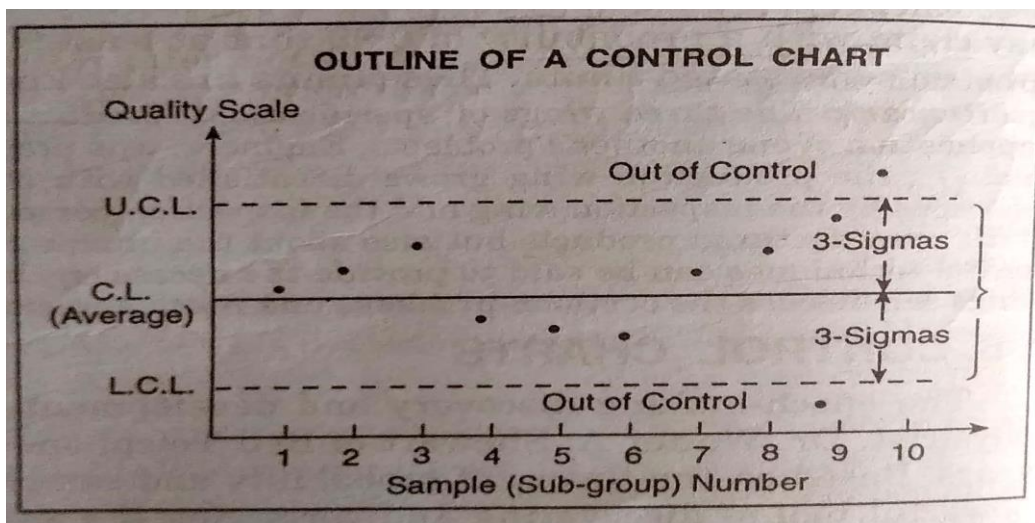 OUTLINE OF A CONTROL CHART
Quality Scale
Out of Control
U.C.L.
3-Sigmas
C.L.
(Average)
3-Sigmas
L.C.L.
Out of Control
1 2 3 4 5 6 7 8 9 10
Sample (Sub-group) Number